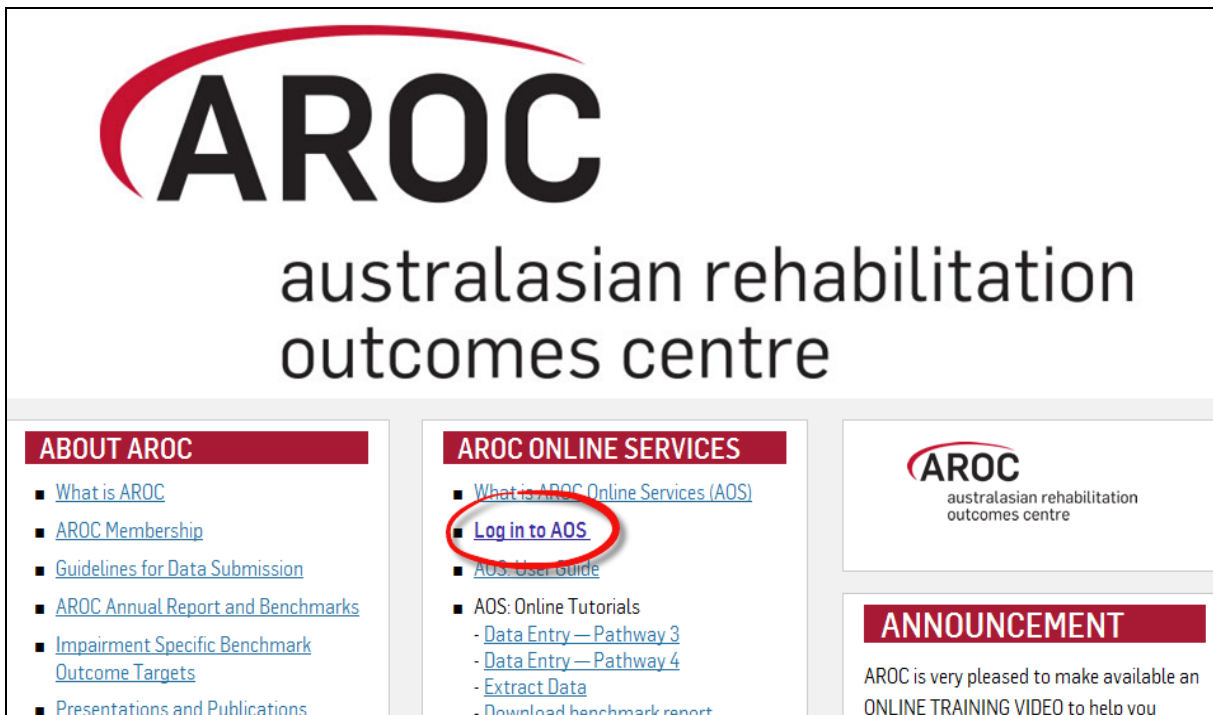 AROC
australasian rehabilitation
outcomes centre
ABOUT AROC
What is AROC
AROC Membership
Guidelines for Data Submission
AROC Annual Report and Benchmarks
Impairment Specific Benchmark
Outcome Targets
Presentations and Publications
AROC ONLINE SERVICES
What is AROC Online Services (AOS)
Log in to AOS
AOS: User Guide
AOS: Online Tutorials
- Data Entry — Pathway 3
- Data Entry — Pathway 4
- Extract Data
- Download benchmark report
AROC
australasian rehabilitation
outcomes centre
ANNOUNCEMENT
AROC is very pleased to make available an
ONLINE TRAINING VIDEO to help you